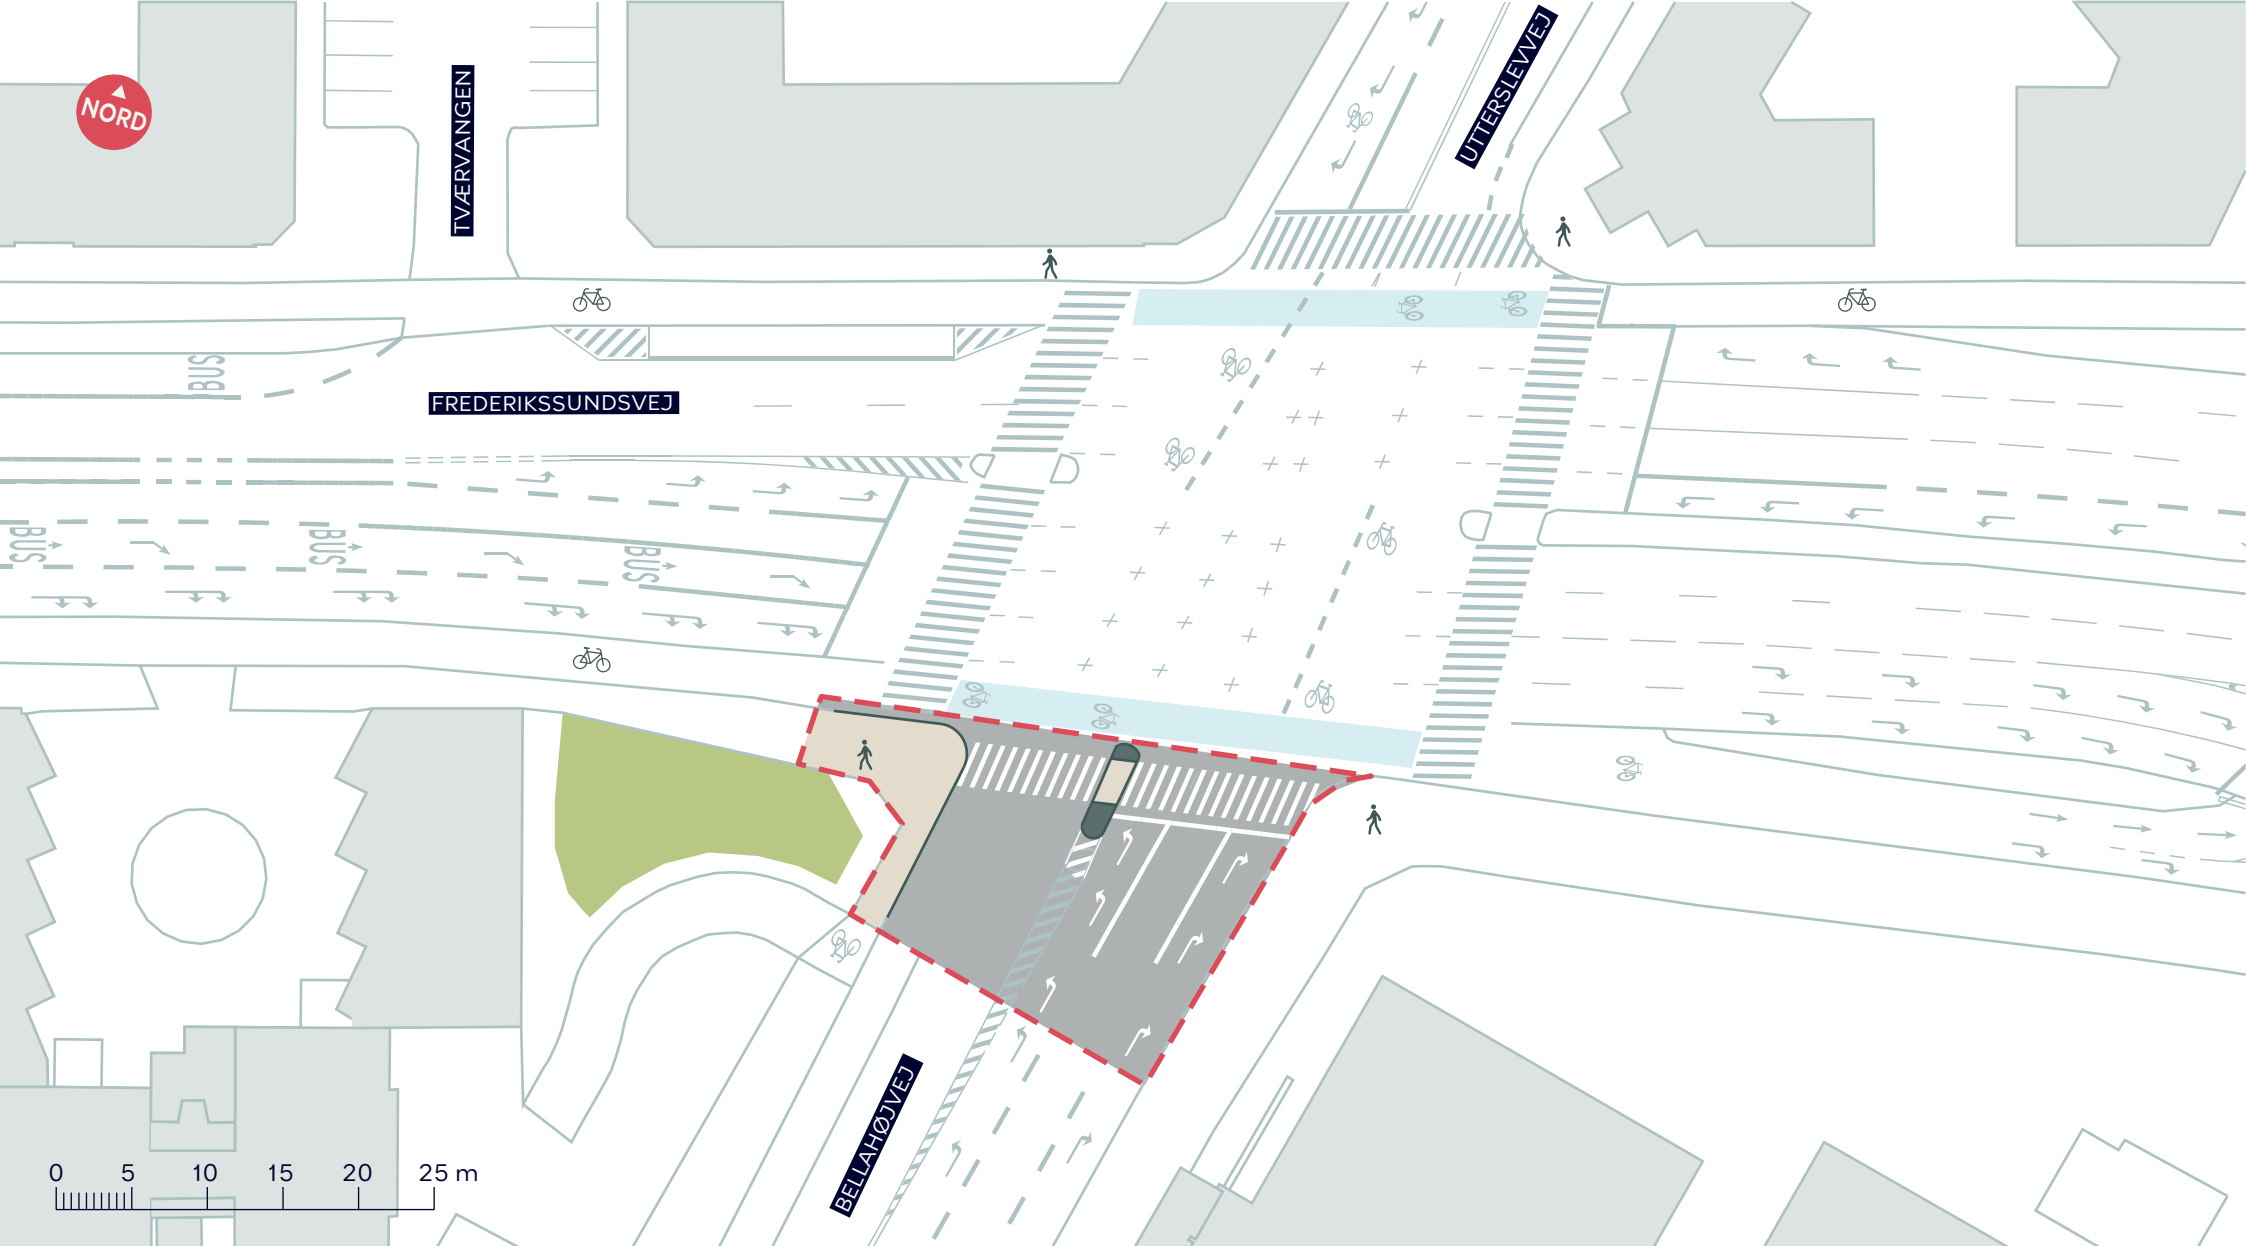 NORD
TVÆRVANGEN
UTTERSLEVVEJ
BUS
FREDERIKSSUNDSVEJ
BUS
BUS
BUS
BELLAHØJVEJ
0 5 10 15 20 25 m